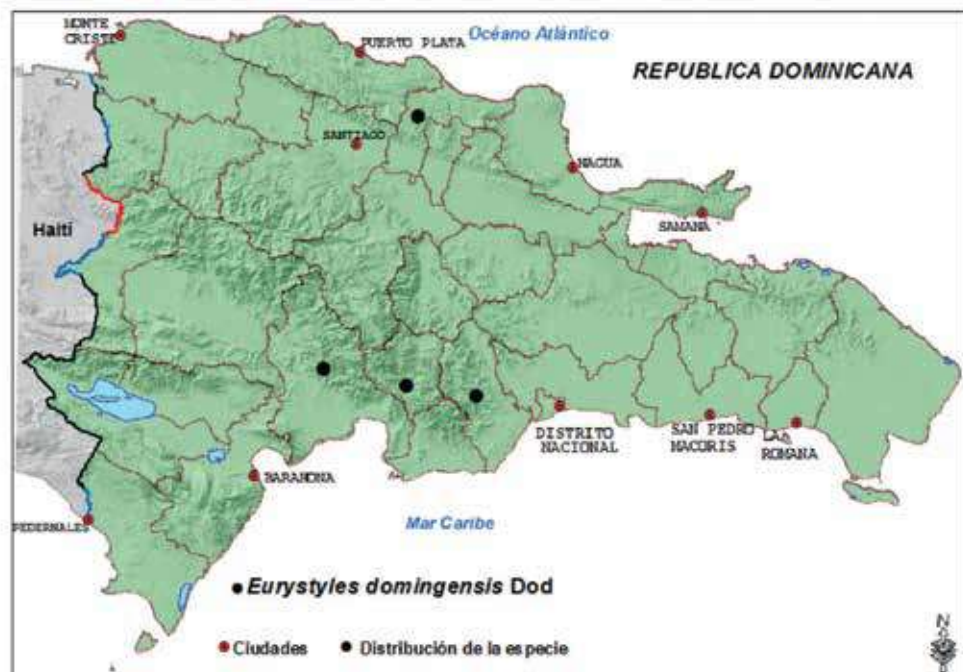 MONTE
CRISTI
PUERTO PLATA
Océano Atlántico
REPUBLICA DOMINICANA
SANTIAGO
NAGUA
SAMANA
Haití
DISTRITO
NACIONAL
SAN PEDRO
MACORIS
LA
ROMANA
BARAHONA
PEDERNALES
Mar Caribe
Eurystyles domingensis Dod
Ciudades
Distribución de la especie
N